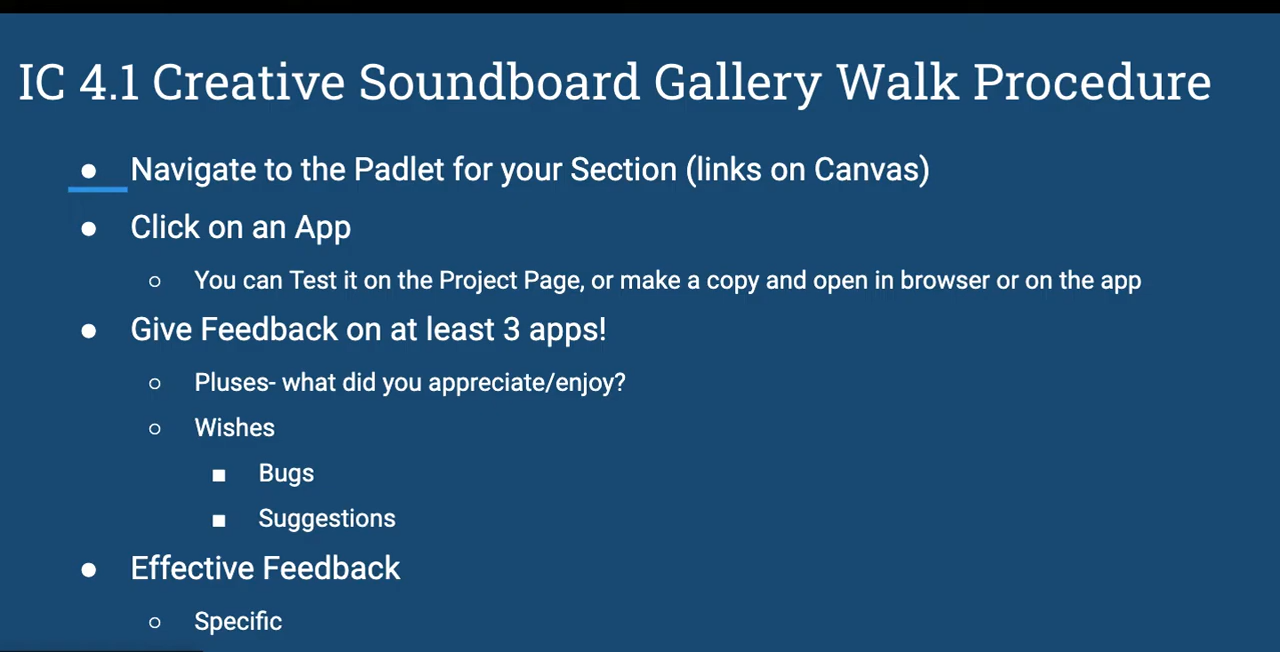 IC 4.1 Creative Soundboard Gallery Walk Procedure
● Navigate to the Padlet for your Section (links on Canvas)
● Click on an App
○ You can Test it on the Project Page, or make a copy and open in browser or on the app
● Give Feedback on at least 3 apps!
○ Pluses- what did you appreciate/enjoy?
○ Wishes
■ Bugs
■ Suggestions
● Effective Feedback
○ Specific